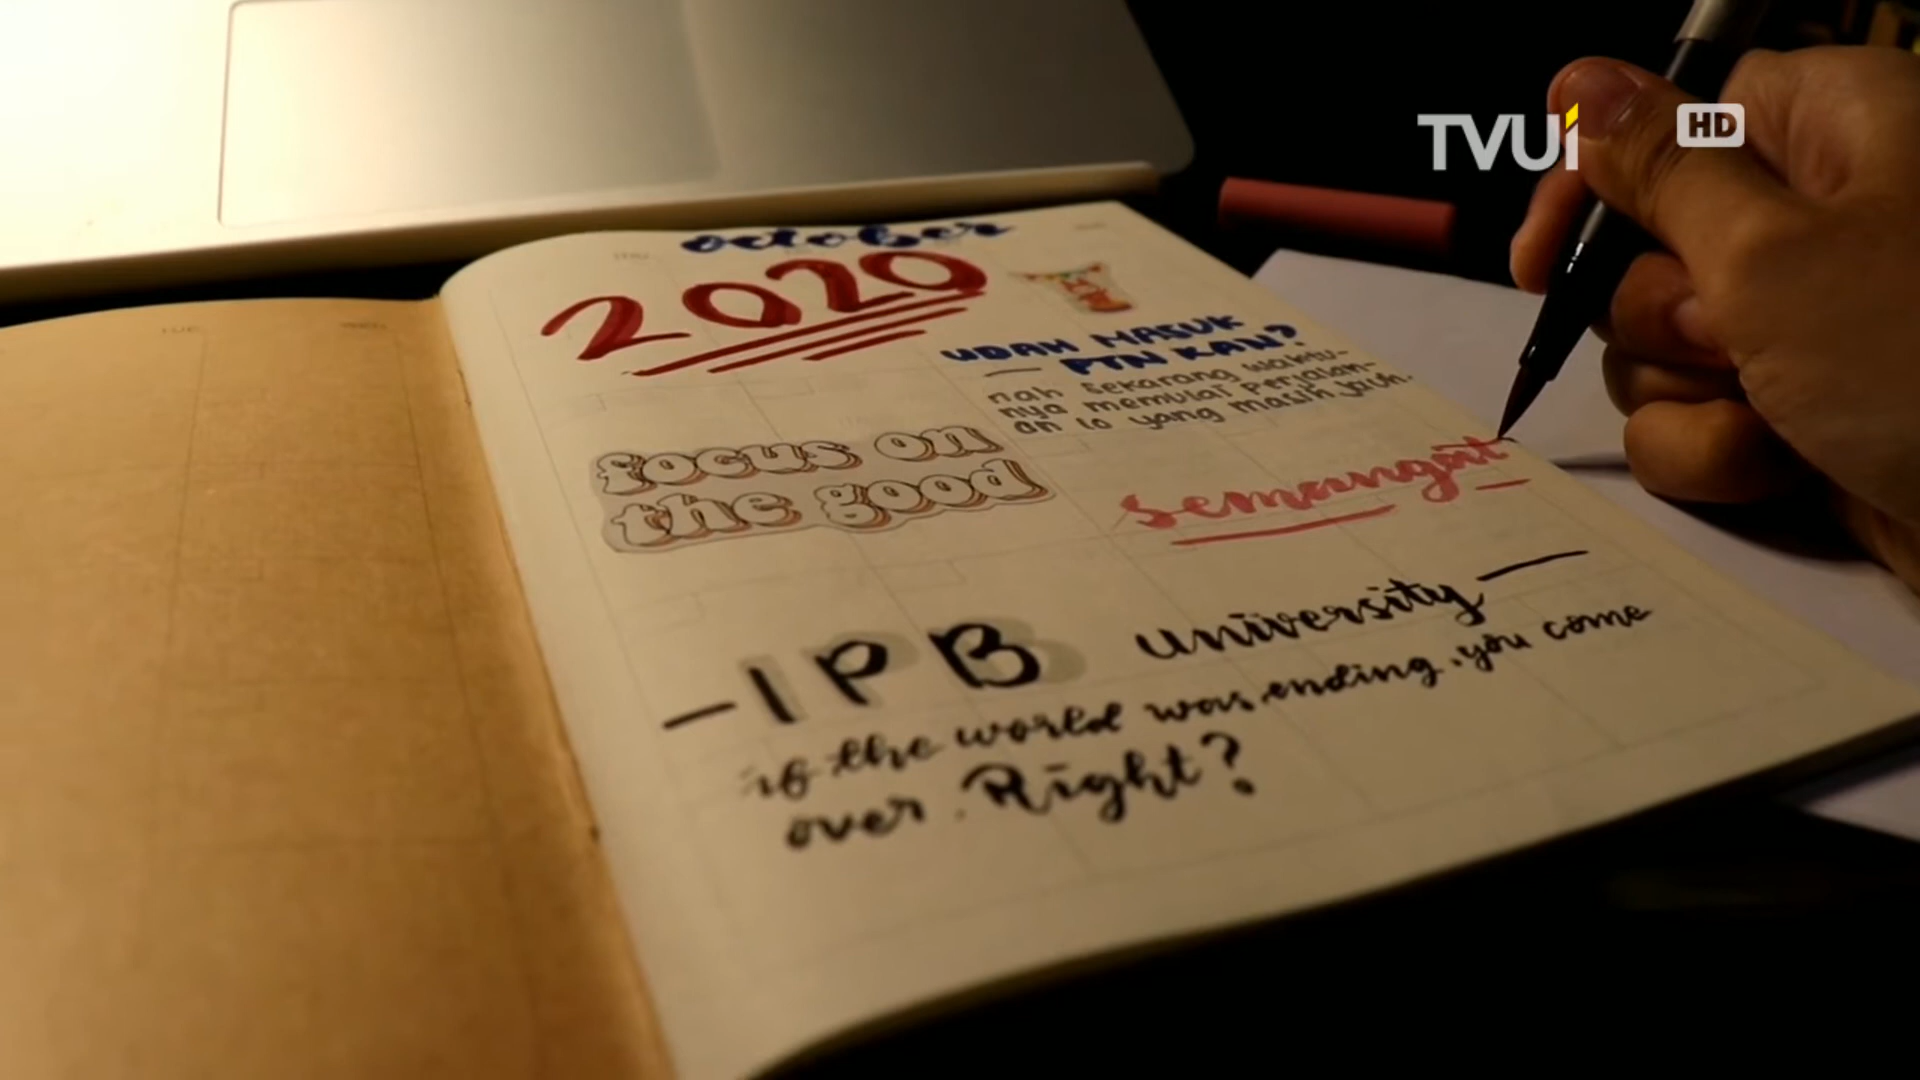 TVUI
HD
october
2020
UDAH MASUK
PTN KAN?
nah sekarang waktu-
nya memulai perjalan-
an lo yang masih jauh.
focus on
the good
semangat
IPB university
if the world was ending, you come
over. Right?